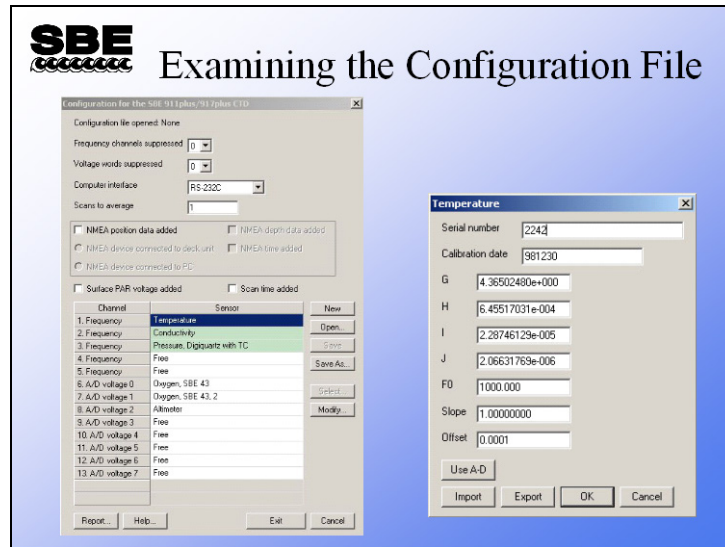 SBE
Examining the Configuration File
Configuration for the SBE 911plus/917plus CTD
Configuration file opened: None
Frequency channels suppressed 0
Voltage words suppressed 0
Computer interface RS-232C
Scans to average 1
NMEA position data added NMEA depth data added
NMEA device connected to deck unit NMEA time added
NMEA device connected to PC
Surface PAR voltage added Scan time added
Channel Sensor New
1. Frequency Temperature
2. Frequency Conductivity Open...
3. Frequency Pressure, Digiquartz with TC Save
4. Frequency Free Save As...
5. Frequency Free
6. A/D voltage 0 Oxygen, SBE 43 Select...
7. A/D voltage 1 Oxygen, SBE 43, 2
8. A/D voltage 2 Altimeter Modify...
9. A/D voltage 3 Free
10. A/D voltage 4 Free
11. A/D voltage 5 Free
12. A/D voltage 6 Free
13. A/D voltage 7 Free
Report... Help... Exit Cancel
Temperature
Serial number 2242
Calibration date 981230
G 4.36502480e+000
H 6.45517031e-004
I 2.28746129e-005
J 2.06631769e-006
F0 1000.000
Slope 1.00000000
Offset 0.0001
Use A-D
Import Export OK Cancel